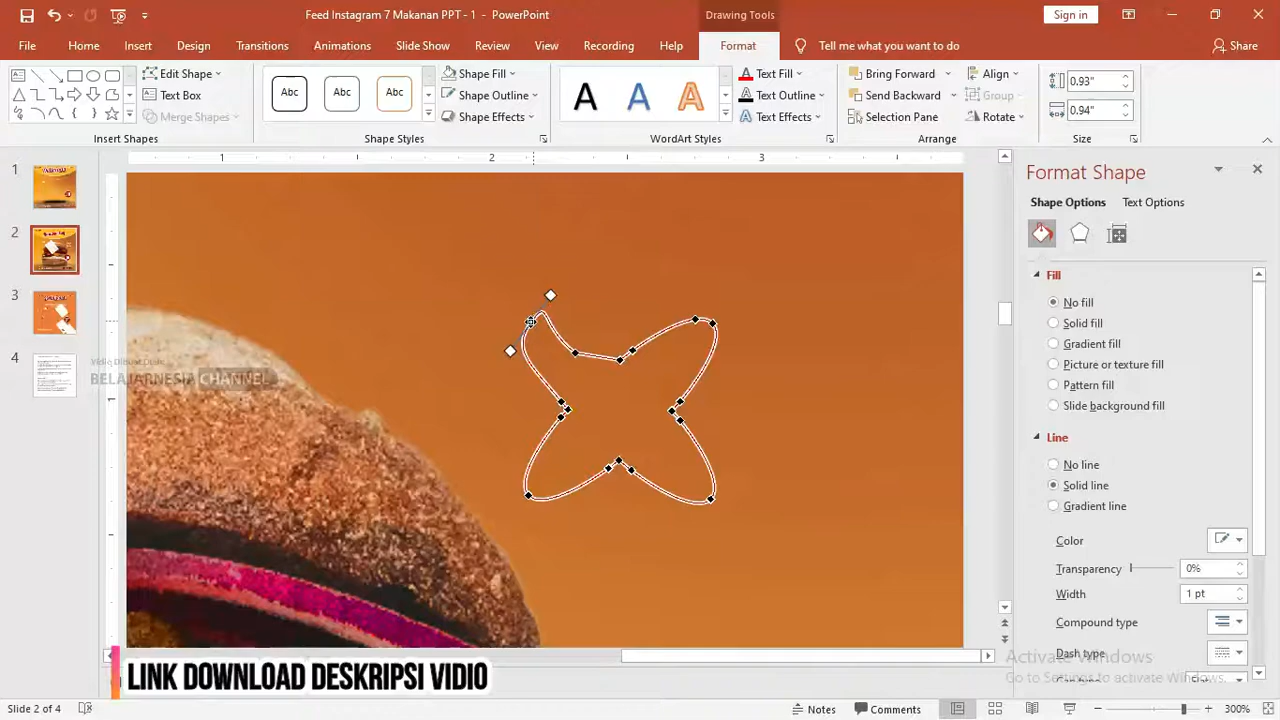 Feed Instagram 7 Makanan PPT - 1 - PowerPoint
Drawing Tools
Sign in
File Home Insert Design Transitions Animations Slide Show Review View Recording Help Format Tell me what you want to do Share
Edit Shape
Text Box
Merge Shapes
Insert Shapes
Abc Abc Abc
Shape Fill
Shape Outline
Shape Effects
Shape Styles
A A A
Text Fill
Text Outline
Text Effects
WordArt Styles
Bring Forward
Send Backward
Selection Pane
Align
Group
Rotate
Arrange
0.93"
0.94"
Size
1 2 3
1
2
3
4
BELAJARNESIA CHANNEL
Format Shape
Shape Options Text Options
Fill
No fill
Solid fill
Gradient fill
Picture or texture fill
Pattern fill
Slide background fill
Line
No line
Solid line
Gradient line
Color
Transparency 0%
Width 1 pt
Compound type
Dash type
Activate Windows
Go to Settings to activate Windows.
LINK DOWNLOAD DESKRIPSI VIDIO
Slide 2 of 4
Notes Comments 300%